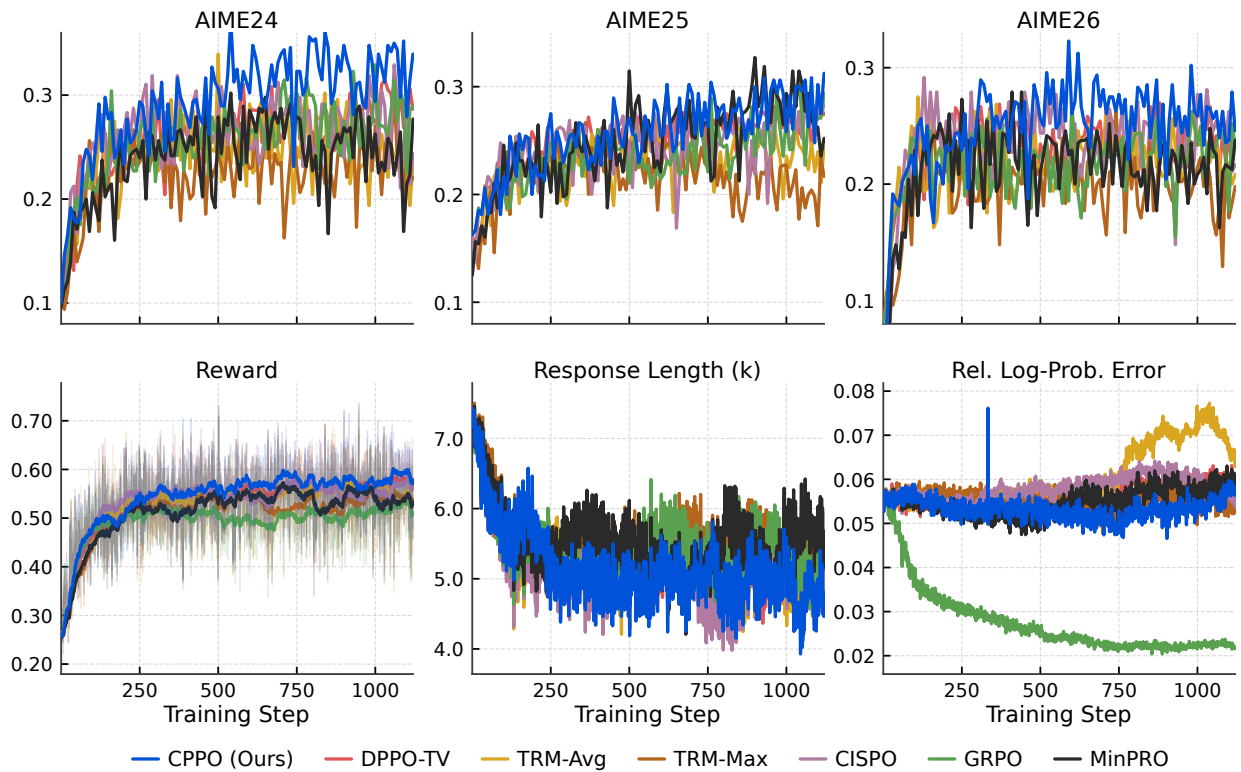 AIME24
AIME25
AIME26
0.3
0.2
0.1
0.3
0.2
0.1
0.3
0.2
0.1
Reward
Response Length (k)
Rel. Log-Prob. Error
0.70
0.60
0.50
0.40
0.30
0.20
7.0
6.0
5.0
4.0
0.08
0.07
0.06
0.05
0.04
0.03
0.02
250 500 750 1000
250 500 750 1000
250 500 750 1000
Training Step
Training Step
Training Step
CPPO (Ours) DPPO-TV TRM-Avg TRM-Max CISPO GRPO MinPRO